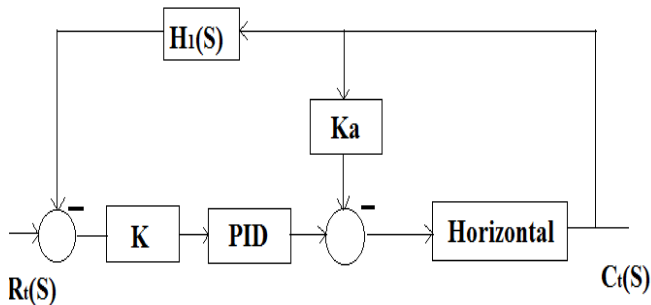 H1(S)
Ka
K
PID
Horizontal
Rt(S)
Ct(S)